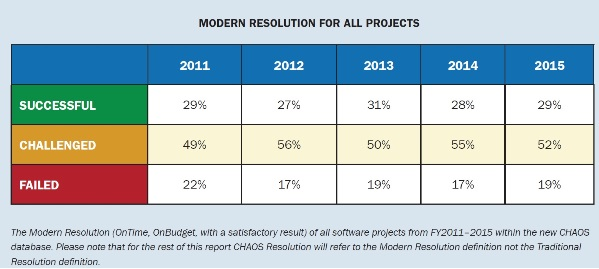 MODERN RESOLUTION FOR ALL PROJECTS
2011 2012 2013 2014 2015
SUCCESSFUL 29% 27% 31% 28% 29%
CHALLENGED 49% 56% 50% 55% 52%
FAILED 22% 17% 19% 17% 19%
The Modern Resolution (OnTime, OnBudget, with a satisfactory result) of all software projects from FY2011–2015 within the new CHAOS
database. Please note that for the rest of this report CHAOS Resolution will refer to the Modern Resolution definition not the Traditional
Resolution definition.